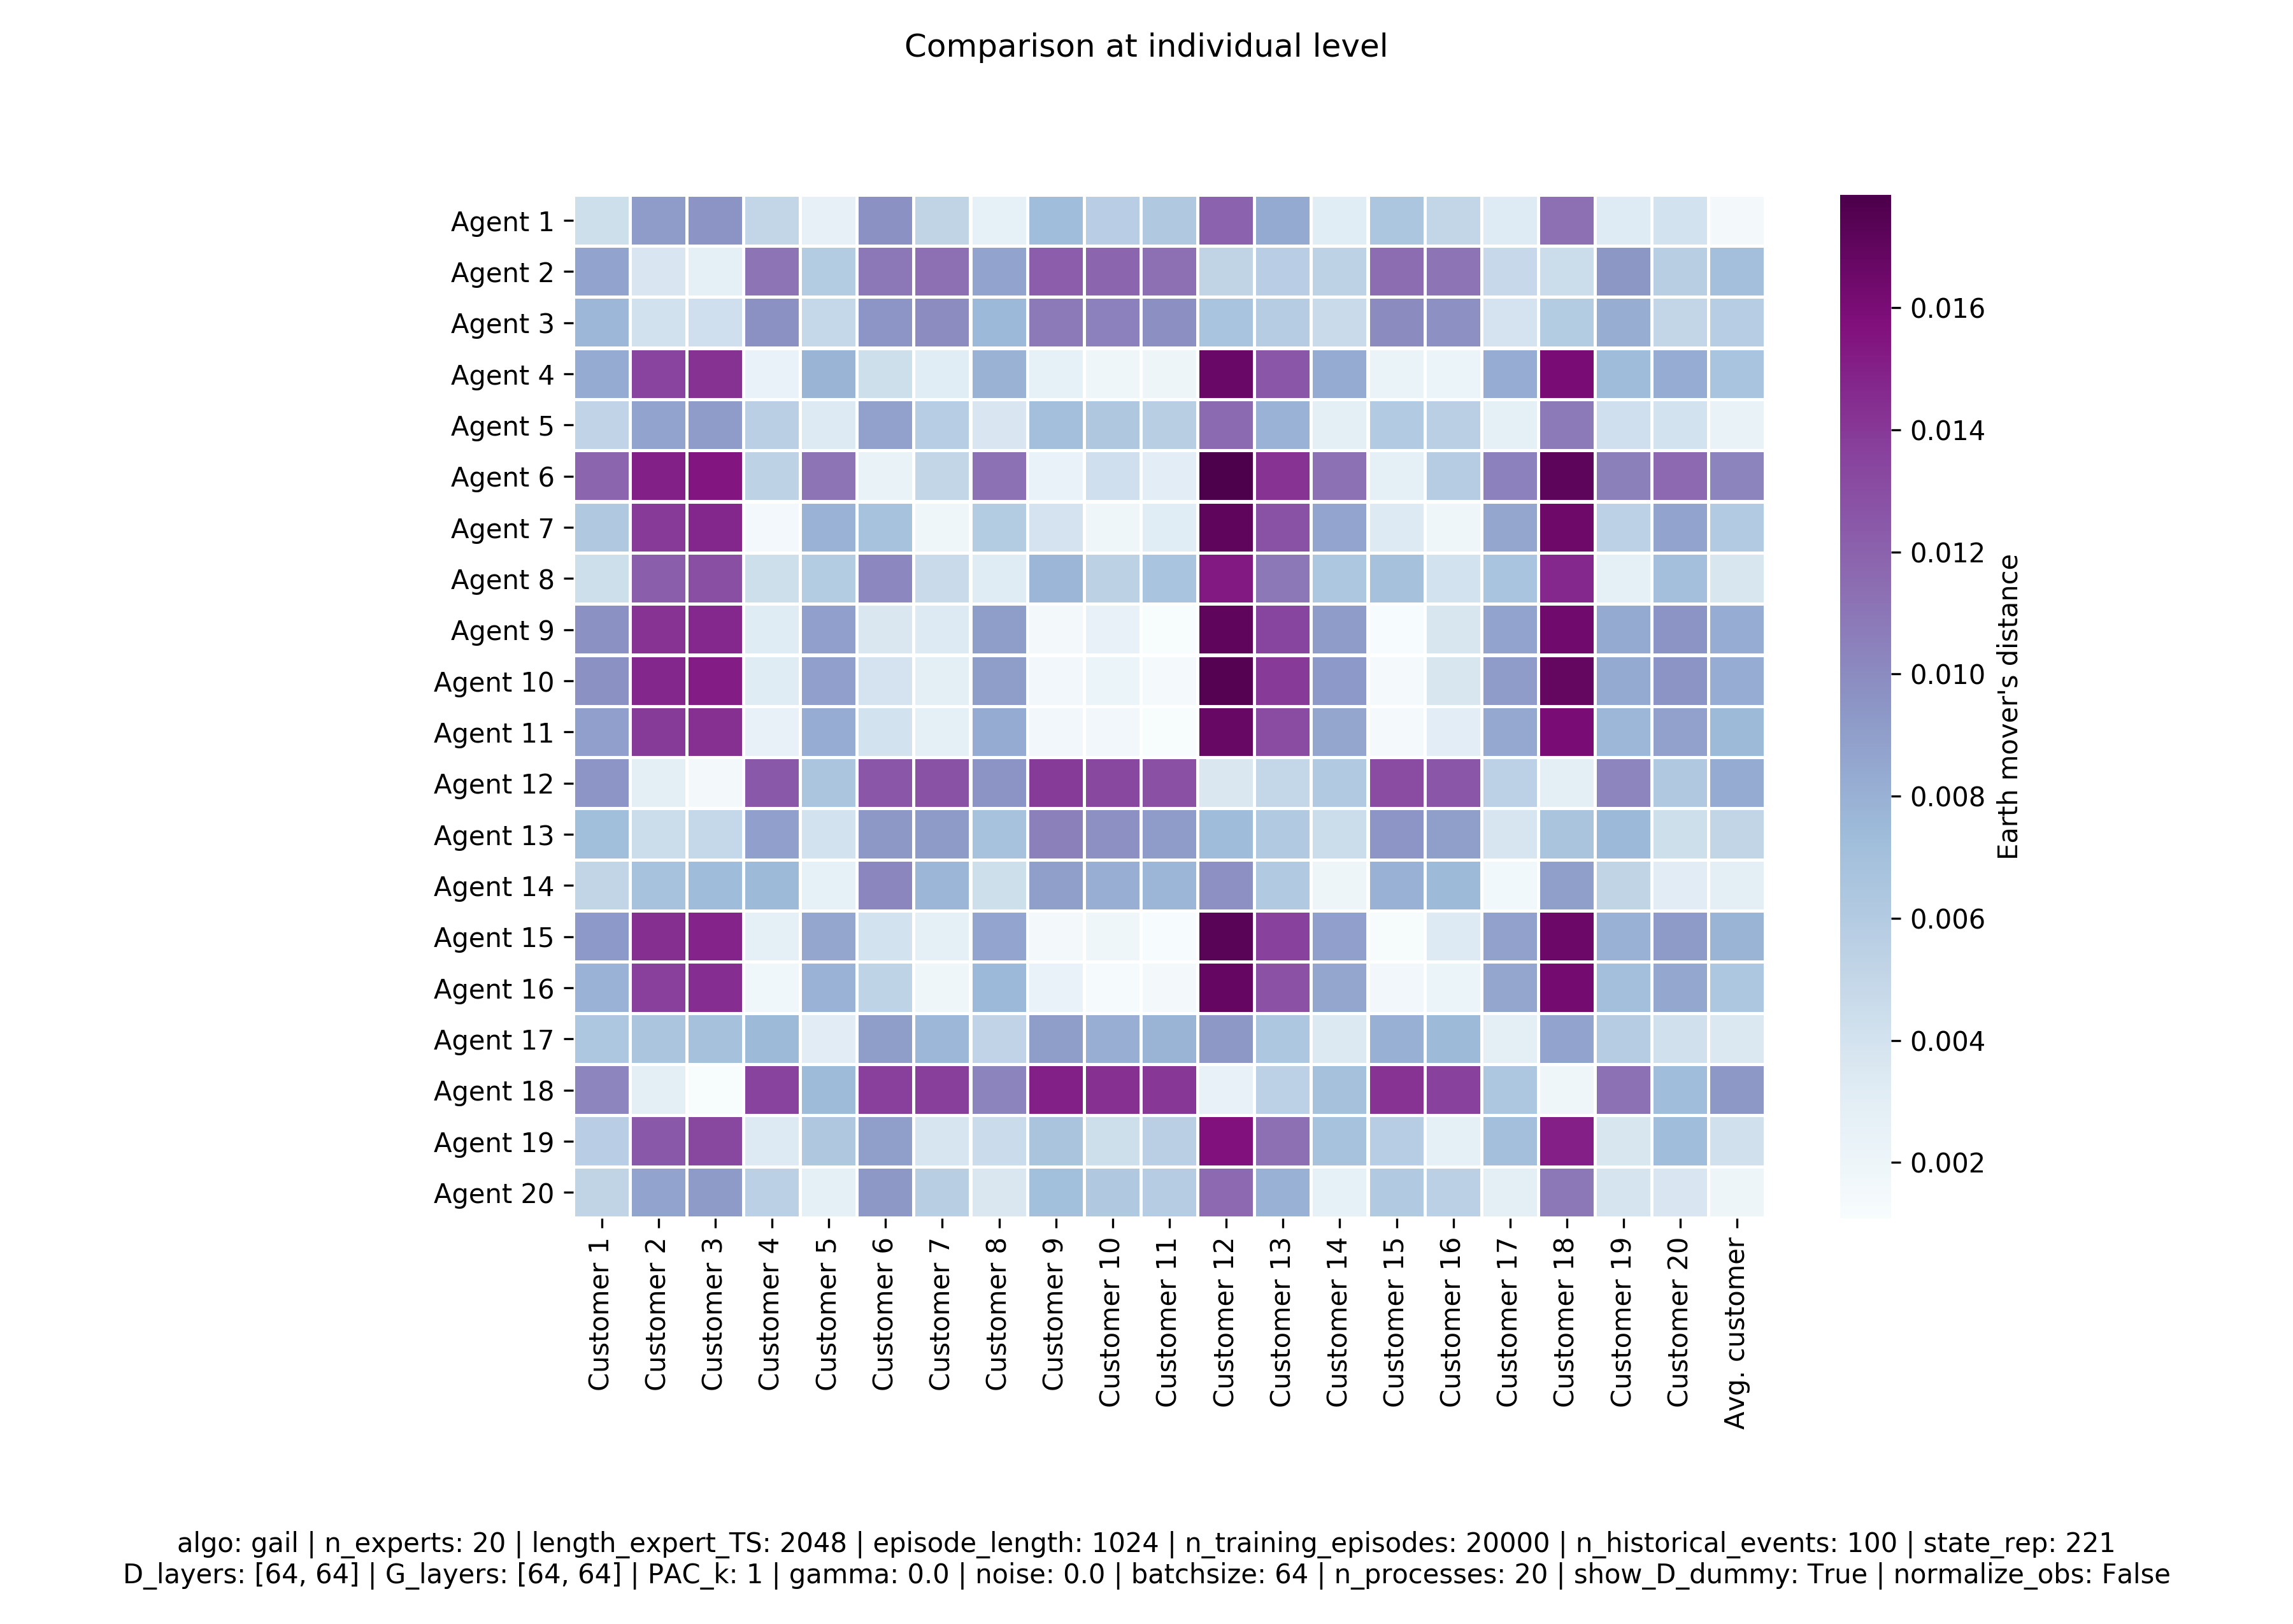 Comparison at individual level
Agent 1
Agent 2
Agent 3
Agent 4
Agent 5
Agent 6
Agent 7
Agent 8
Agent 9
Agent 10
Agent 11
Agent 12
Agent 13
Agent 14
Agent 15
Agent 16
Agent 17
Agent 18
Agent 19
Agent 20
Customer 1
Customer 2
Customer 3
Customer 4
Customer 5
Customer 6
Customer 7
Customer 8
Customer 9
Customer 10
Customer 11
Customer 12
Customer 13
Customer 14
Customer 15
Customer 16
Customer 17
Customer 18
Customer 19
Customer 20
Avg. customer
0.016
0.014
0.012
0.010
0.008
0.006
0.004
0.002
Earth mover's distance
algo: gail | n_experts: 20 | length_expert_TS: 2048 | episode_length: 1024 | n_training_episodes: 20000 | n_historical_events: 100 | state_rep: 221
D_layers: [64, 64] | G_layers: [64, 64] | PAC_k: 1 | gamma: 0.0 | noise: 0.0 | batchsize: 64 | n_processes: 20 | show_D_dummy: True | normalize_obs: False